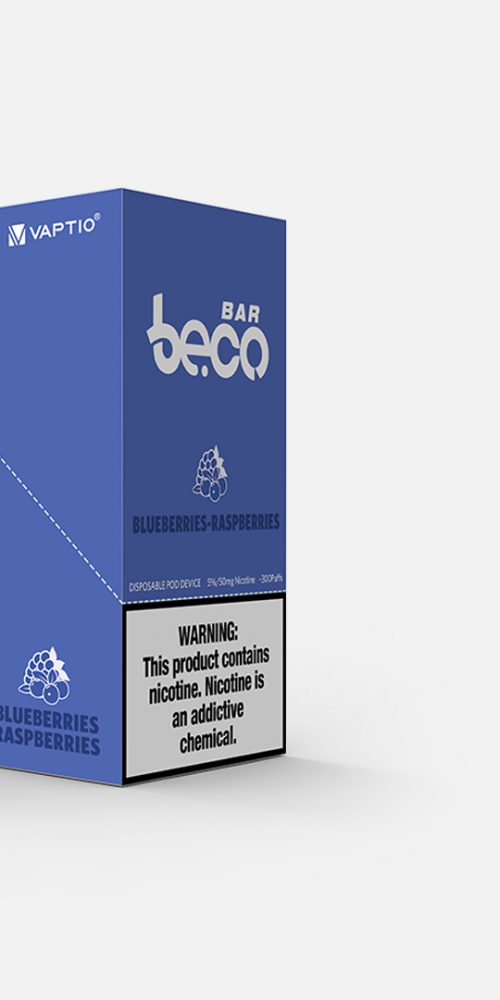 VAPTIO®
BAR
beco
BLUEBERRIES-RASPBERRIES
DISPOSABLE POD DEVICE 5%/50mg Nicotine ~300Puffs
WARNING:
This product contains
nicotine. Nicotine is
an addictive
chemical.
BLUEBERRIES
RASPBERRIES